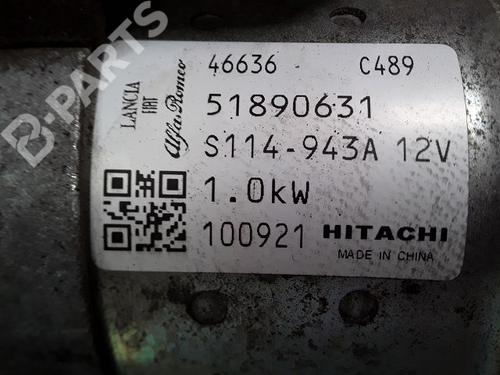 B-PARTS
46636 C489
LANCIA
FIAT
Alfa Romeo
51890631
S114-943A 12V
1.0kW
100921 HITACHI
MADE IN CHINA